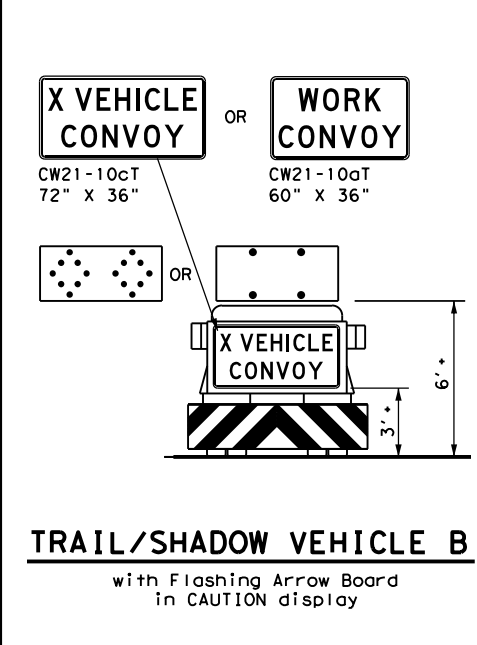 X VEHICLE
CONVOY
OR
WORK
CONVOY
CW21-10cT
72" X 36"
CW21-10aT
60" X 36"
OR
X VEHICLE
CONVOY
6'+
3'+
TRAIL/SHADOW VEHICLE B
with Flashing Arrow Board
in CAUTION display